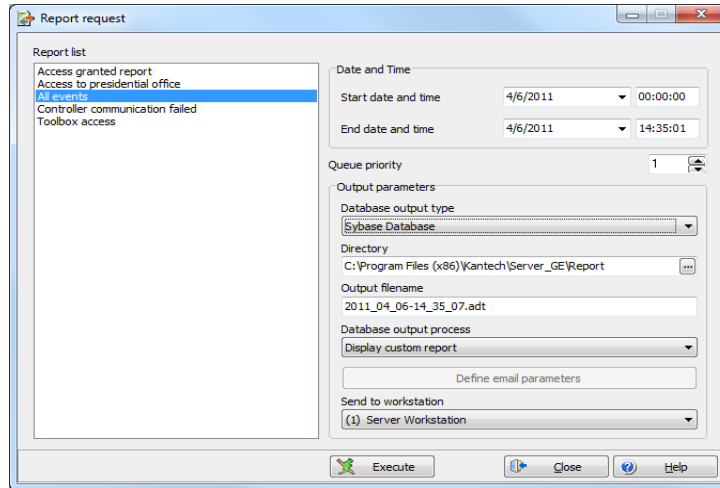 Report request
Report list
Access granted report
Access to presidential office
All events
Controller communication failed
Toolbox access
Date and Time
Start date and time 4/6/2011 00:00:00
End date and time 4/6/2011 14:35:01
Queue priority 1
Output parameters
Database output type
Sybase Database
Directory
C:\Program Files (x86)\Kantech\Server_GE\Report ...
Output filename
2011_04_06-14_35_07.adt
Database output process
Display custom report
Define email parameters
Send to workstation
(1) Server Workstation
Execute Close Help